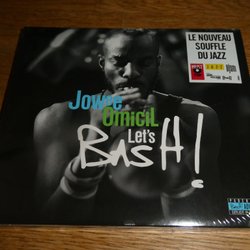 LE NOUVEAU
SOUFFLE
DU JAZZ
Jowee
OmiciL
Let's
BASH!